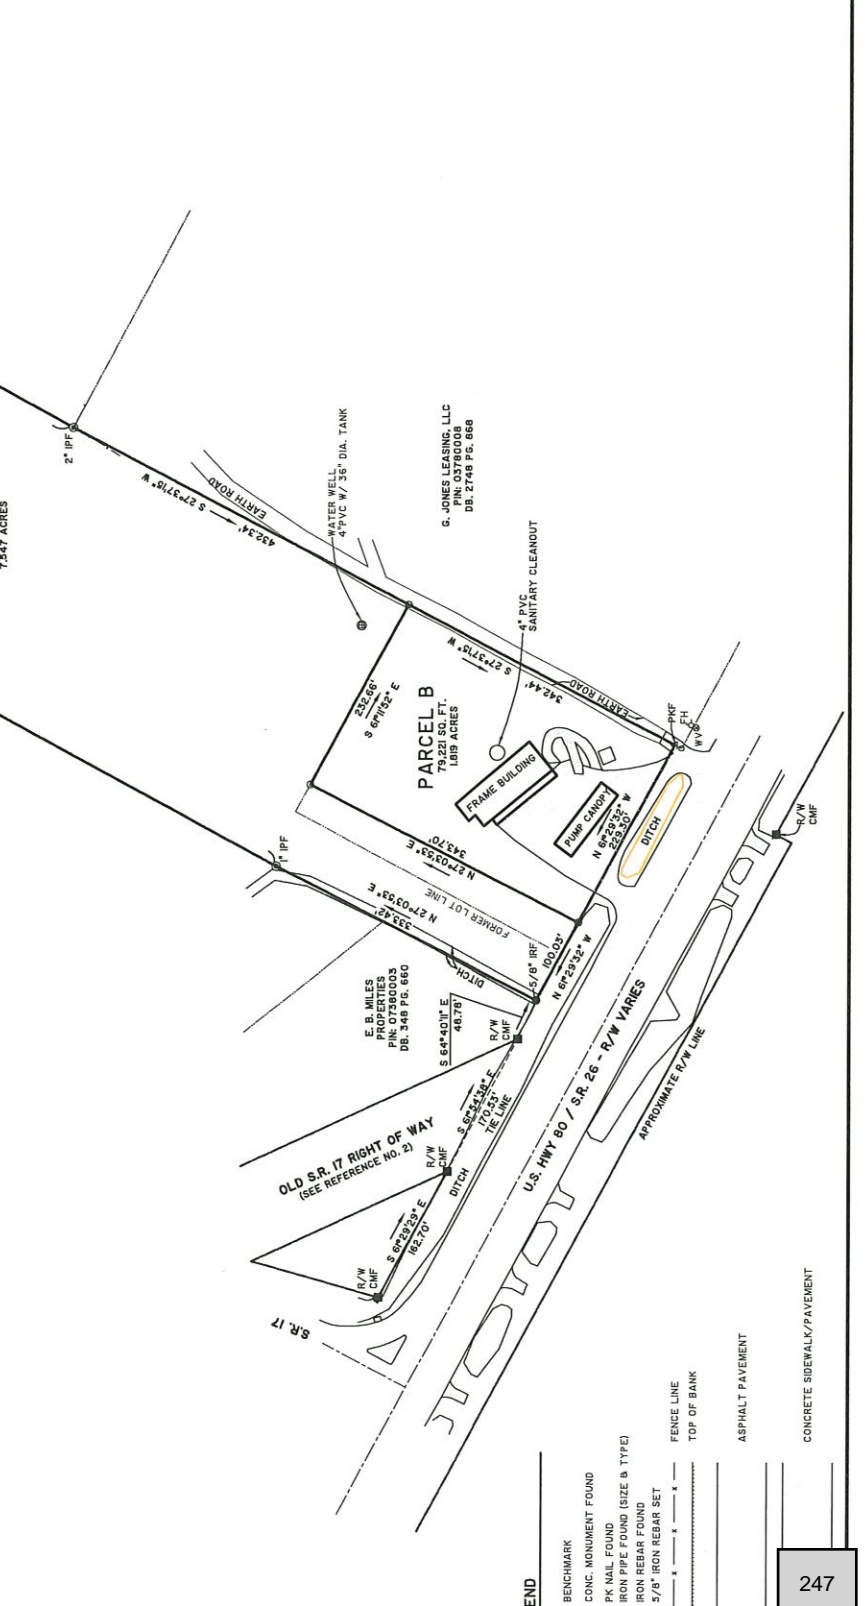 7.547 ACRES
2" IPF
S 27°37'15" W
432.34'
EARTH ROAD
WATER WELL
4"PVC W/ 36" DIA. TANK
G. JONES LEASING, LLC
PIN: 03780008
DB. 2748 PG. 868
4" PVC
SANITARY CLEANOUT
232.66'
S 61°11'52" E
PARCEL B
79,221 SQ. FT.
1.819 ACRES
S 27°37'15" W
342.44'
EARTH ROAD
PKF
FH
WV
FRAME BUILDING
PUMP CANOPY
N 61°29'32" W
229.30'
DITCH
R/W
CMF
1" IPF
N 27°03'53" E
343.70'
FORMER LOT LINE
N 27°03'53" E
333.42'
DITCH
5/8" IRF
100.03'
N 61°29'32" W
E. B. MILES
PROPERTIES
PIN: 07380003
DB. 348 PG. 660
S 64°40'11" E
48.78'
R/W
CMF
S 61°54'38" E
170.53'
TIE LINE
OLD S.R. 17 RIGHT OF WAY
(SEE REFERENCE NO. 2)
R/W
CMF
DITCH
S 61°29'29" E
162.70'
R/W
CMF
S.R. 17
U.S. HWY 80 / S.R. 26 - R/W VARIES
APPROXIMATE R/W LINE
END
BENCHMARK
CONC. MONUMENT FOUND
PK NAIL FOUND
IRON PIPE FOUND (SIZE & TYPE)
IRON REBAR FOUND
5/8" IRON REBAR SET
FENCE LINE
TOP OF BANK
ASPHALT PAVEMENT
CONCRETE SIDEWALK/PAVEMENT
247